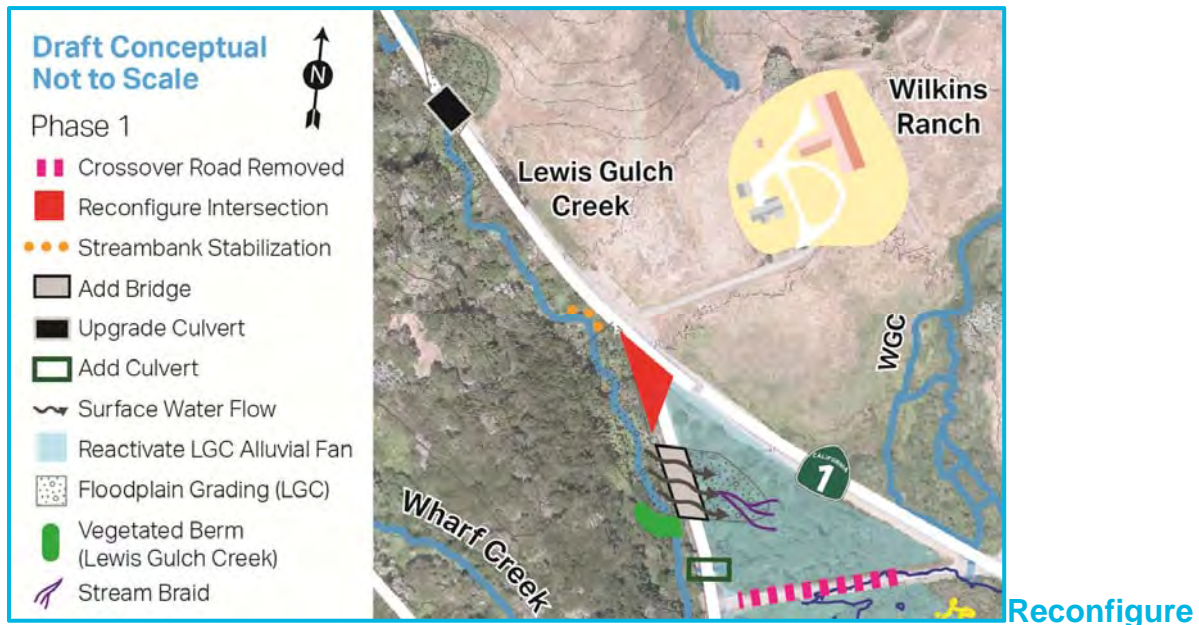 Draft Conceptual
Not to Scale
N
Phase 1
Crossover Road Removed
Reconfigure Intersection
Streambank Stabilization
Add Bridge
Upgrade Culvert
Add Culvert
Surface Water Flow
Reactivate LGC Alluvial Fan
Floodplain Grading (LGC)
Vegetated Berm
(Lewis Gulch Creek)
Stream Braid
Wilkins
Ranch
Lewis Gulch
Creek
WGC
CALIFORNIA
1
Wharf Creek
Reconfigure